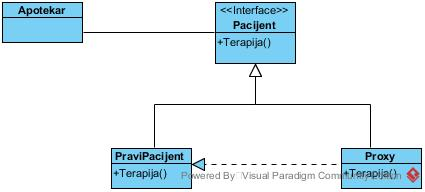 Apotekar
<<Interface>>
Pacijent
+Terapija()
PraviPacijent
+Terapija()
Proxy
+Terapija()
Powered By Visual Paradigm Community Edition